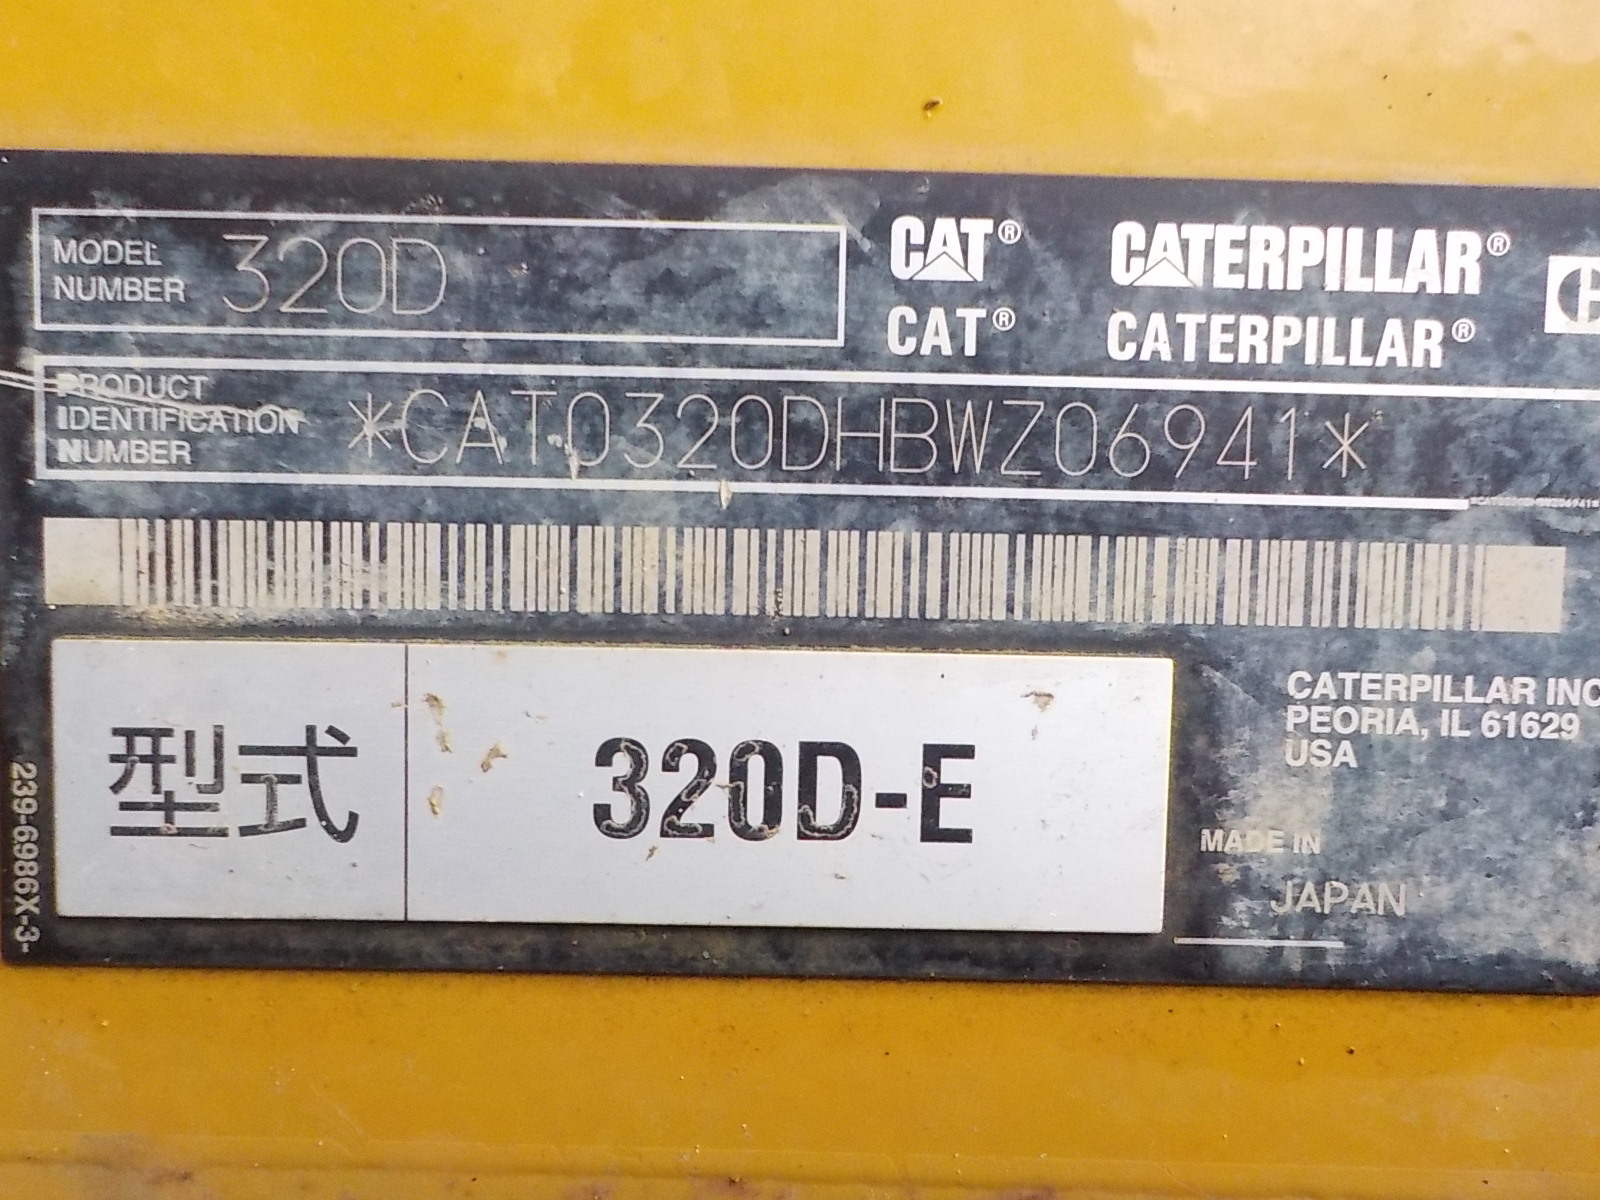 MODEL NUMBER 320D
CAT® CATERPILLAR®
CAT® CATERPILLAR®
PRODUCT IDENTIFICATION NUMBER *CAT0320DHBWZ06941*
*CAT0320DHBWZ06941*
型式 320D-E
CATERPILLAR INC
PEORIA, IL 61629
USA
MADE IN
JAPAN
239-6986X-3-